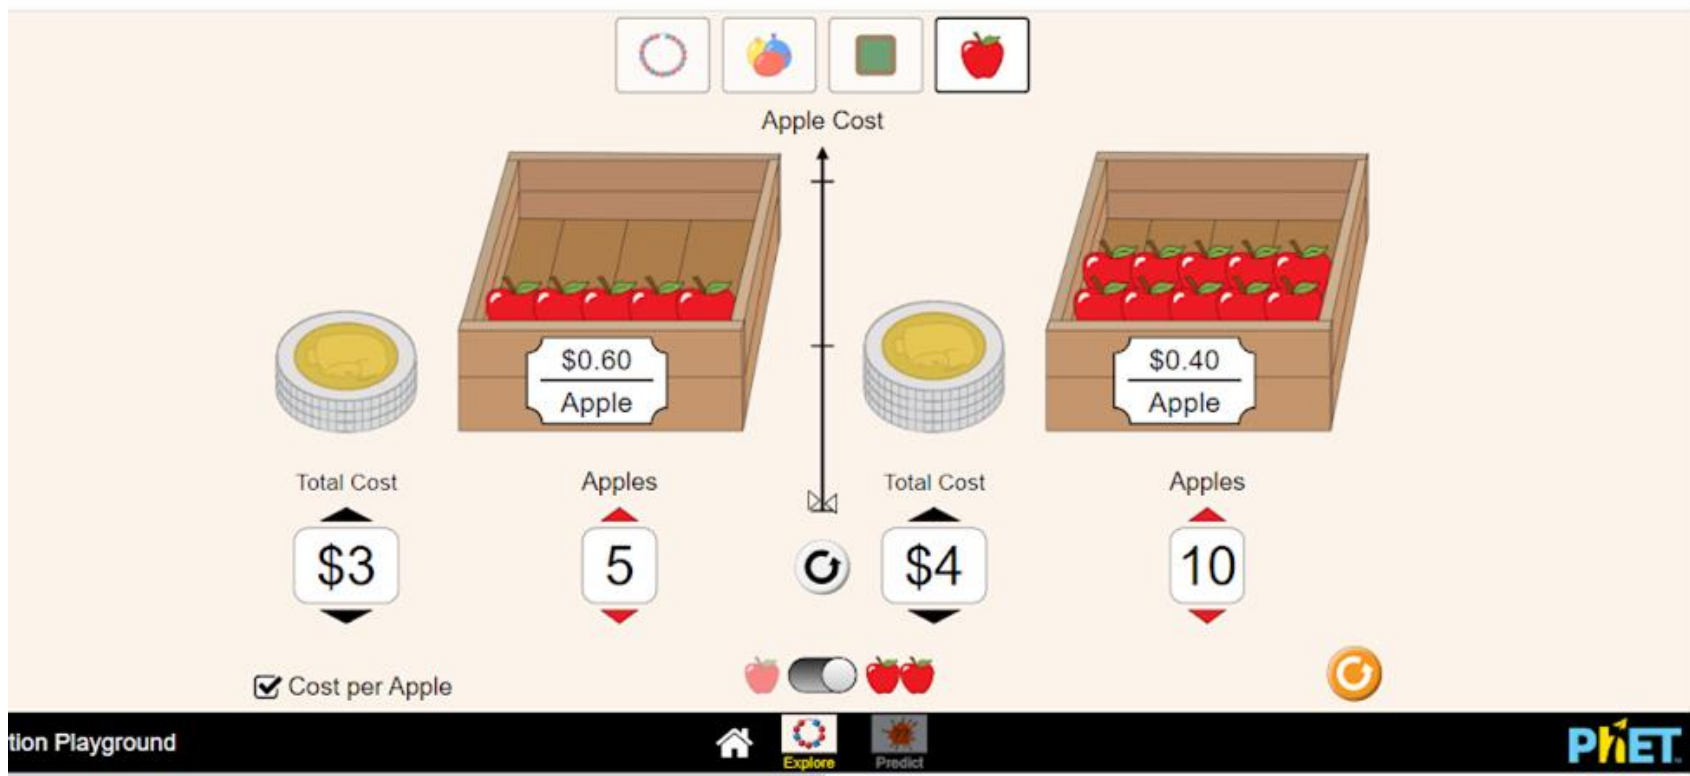 Apple Cost
$0.60
Apple
$0.40
Apple
Total Cost
Apples
Total Cost
Apples
$3
5
$4
10
Cost per Apple
tion Playground
Explore
Predict
PhET